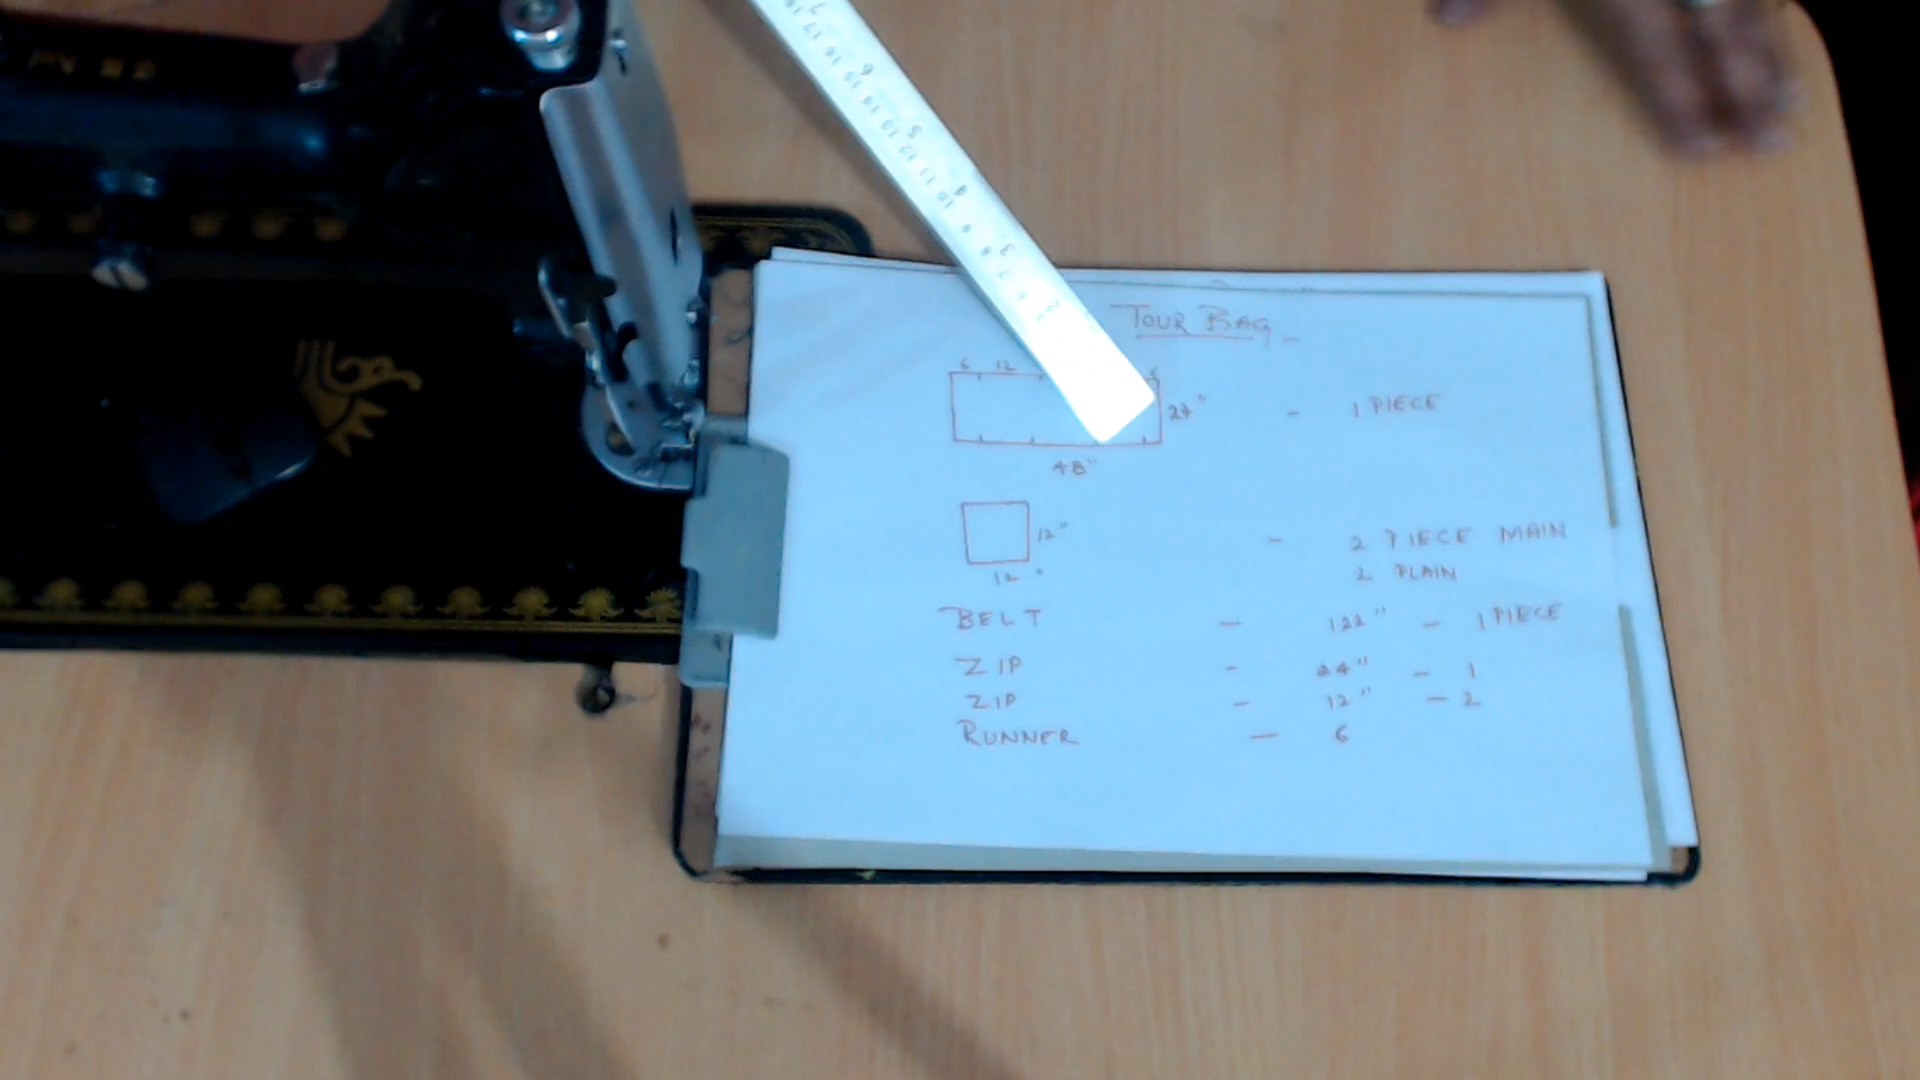 TOUR BAG
6 12 6
24" - 1 PIECE
48"
12" - 2 PIECE MAIN
12" 2 PLAIN
BELT - 122" - 1 PIECE
ZIP - 24" - 1
ZIP - 12" - 2
RUNNER - 6